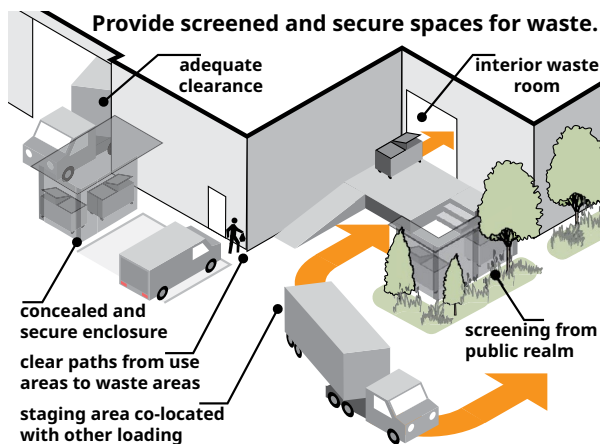 Provide screened and secure spaces for waste.
adequate
clearance
interior waste
room
concealed and
secure enclosure
clear paths from use
areas to waste areas
staging area co-located
with other loading
screening from
public realm